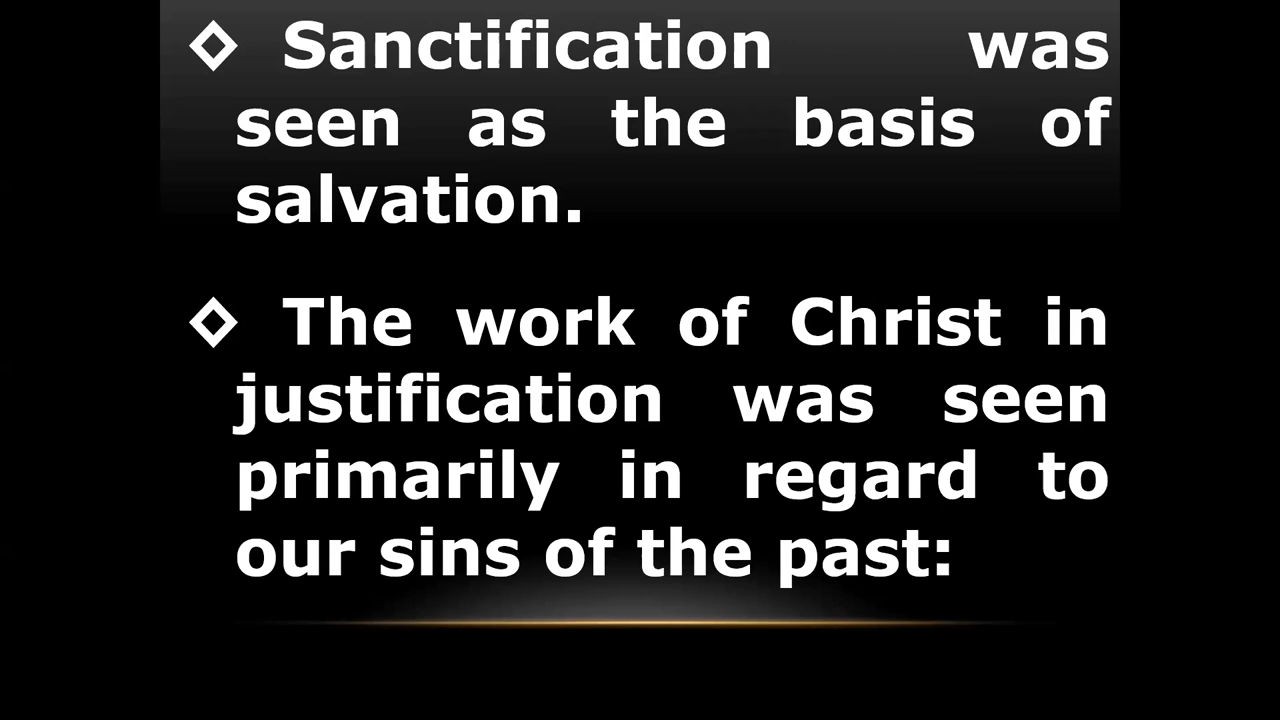 ❖ Sanctification was
seen as the basis of
salvation.
❖ The work of Christ in
justification was seen
primarily in regard to
our sins of the past: